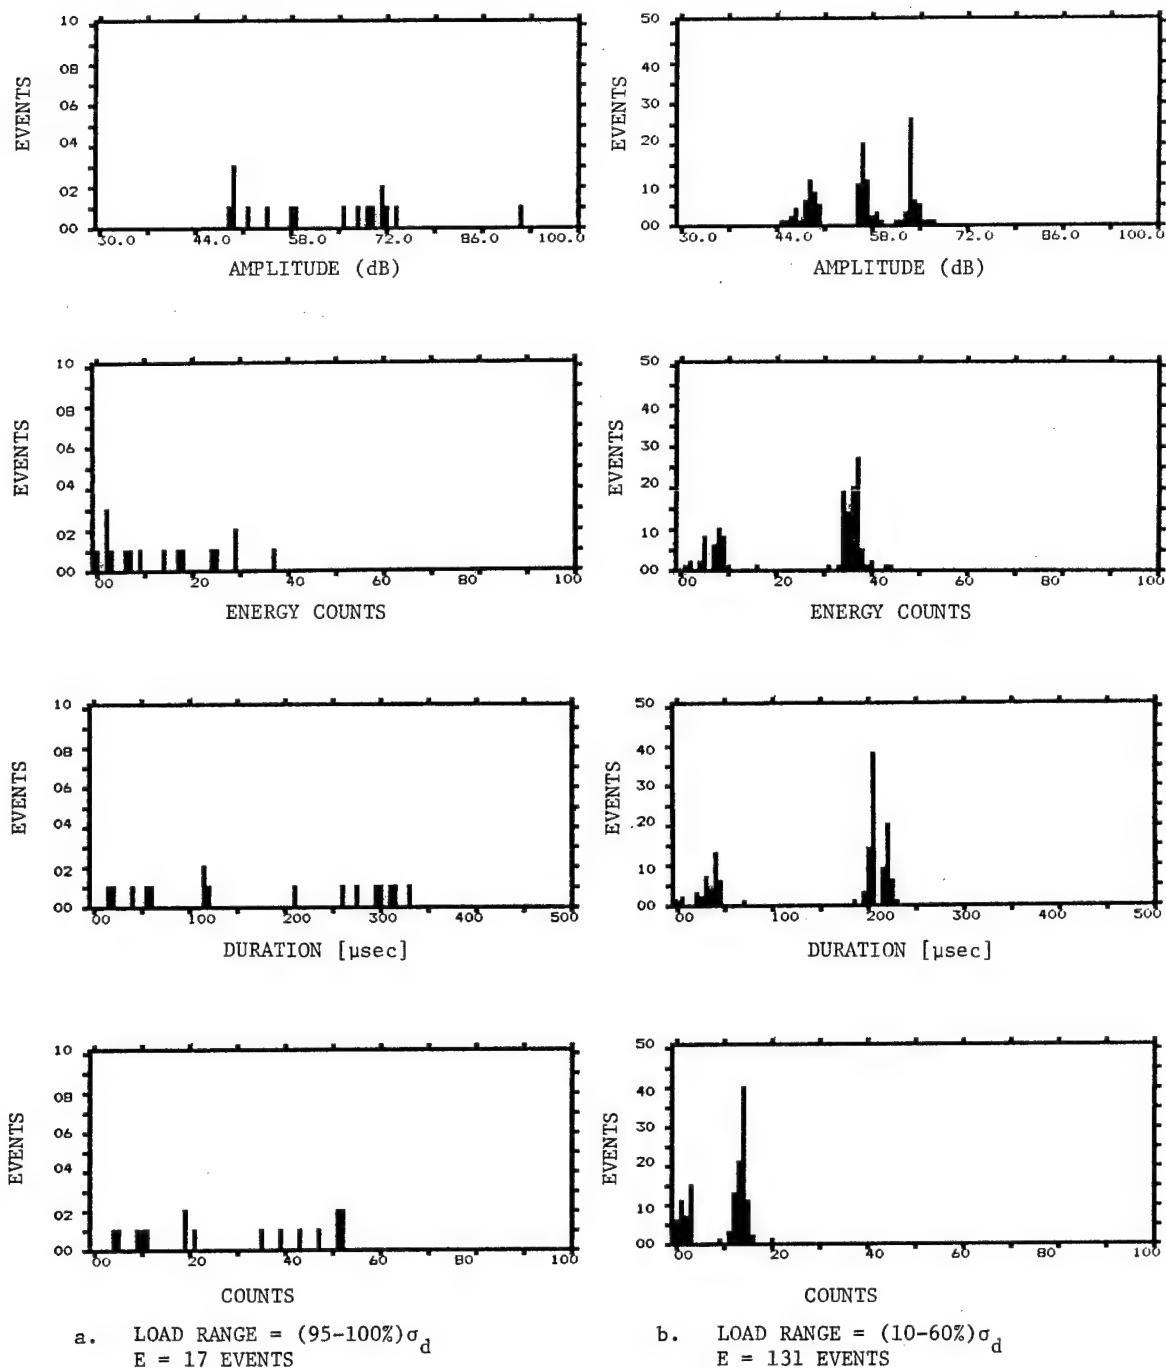 10
08
06
04
02
00
EVENTS
30.0 44.0 58.0 72.0 86.0 100.0
AMPLITUDE (dB)
50
40
30
20
10
00
EVENTS
30.0 44.0 58.0 72.0 86.0 100.0
AMPLITUDE (dB)
10
08
06
04
02
00
EVENTS
00 20 40 60 80 100
ENERGY COUNTS
50
40
30
20
10
00
EVENTS
00 20 40 60 80 100
ENERGY COUNTS
10
08
06
04
02
00
EVENTS
00 100 200 300 400 500
DURATION [µsec]
50
40
30
20
10
00
EVENTS
00 100 200 300 400 500
DURATION [µsec]
10
08
06
04
02
00
EVENTS
00 20 40 60 80 100
COUNTS
50
40
30
20
10
00
EVENTS
00 20 40 60 80 100
COUNTS
a. LOAD RANGE = (95-100%)σd
E = 17 EVENTS
b. LOAD RANGE = (10-60%)σd
E = 131 EVENTS